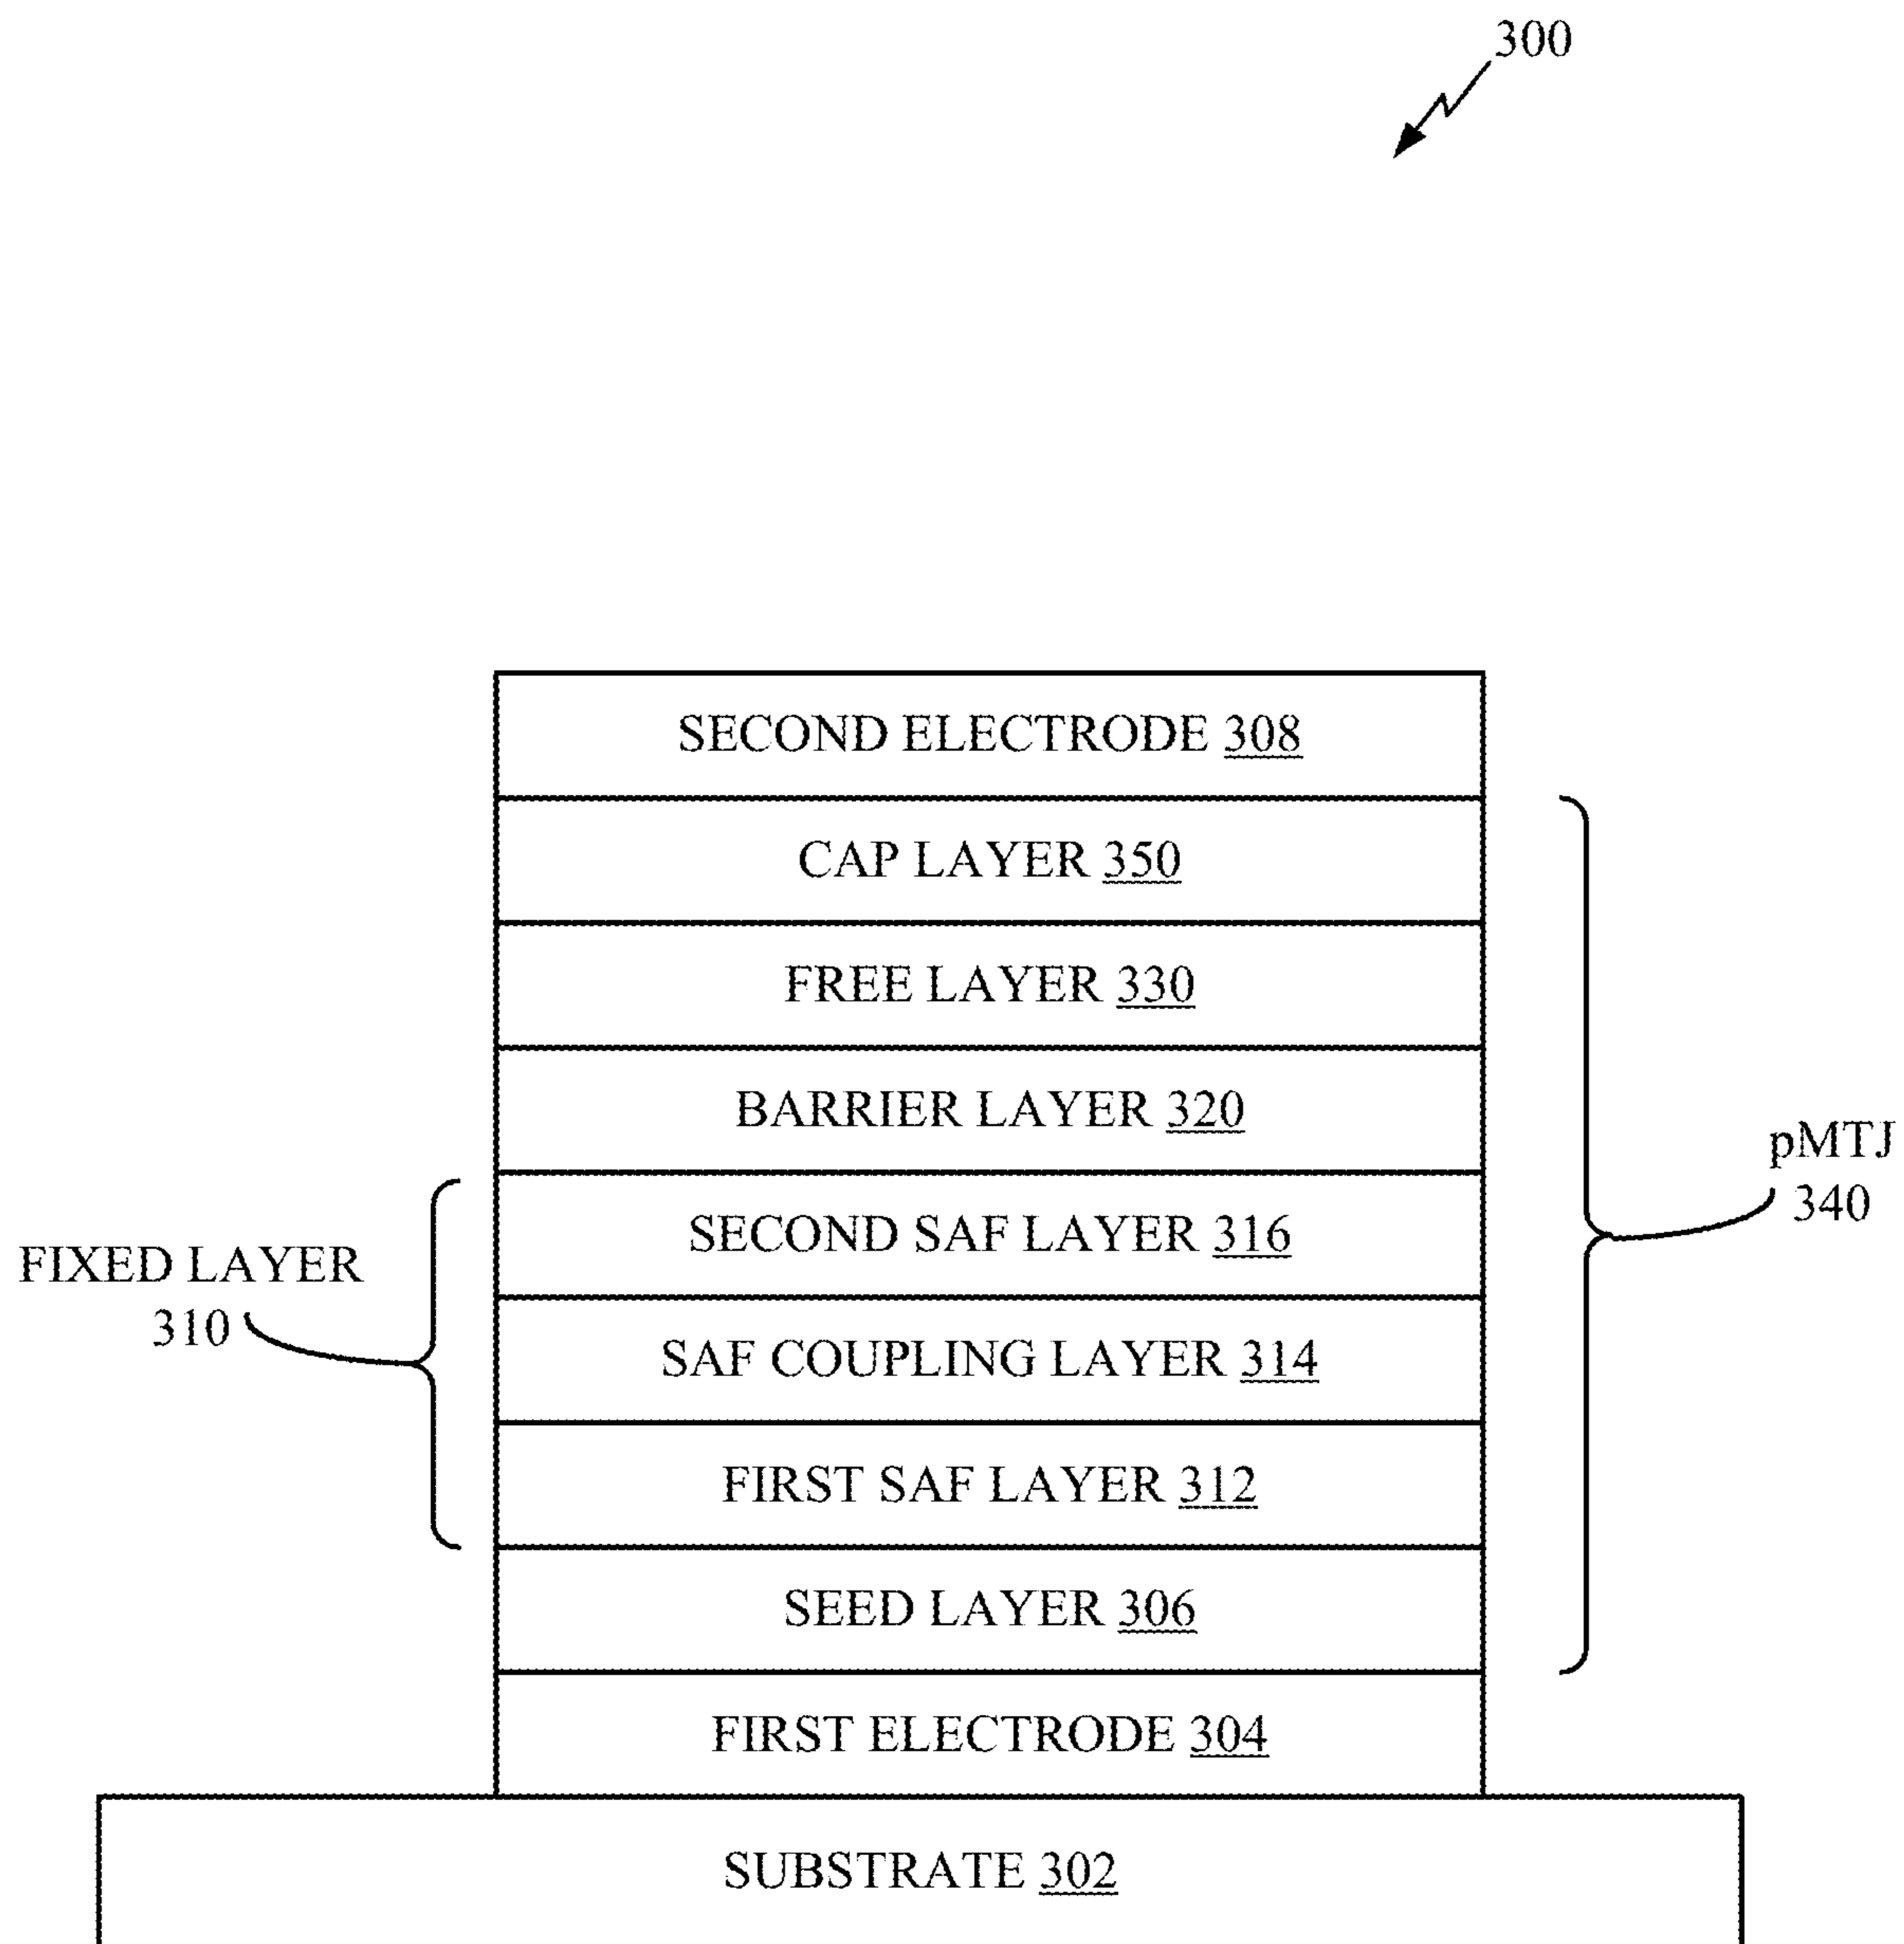 300
SECOND ELECTRODE 308
CAP LAYER 350
FREE LAYER 330
BARRIER LAYER 320
pMTJ
340
SECOND SAF LAYER 316
FIXED LAYER
310
SAF COUPLING LAYER 314
FIRST SAF LAYER 312
SEED LAYER 306
FIRST ELECTRODE 304
SUBSTRATE 302